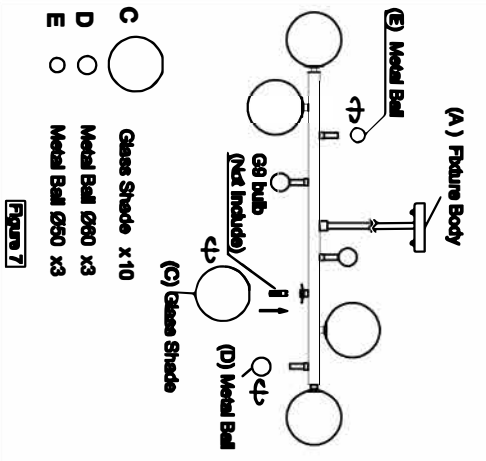 (A) Fixture Body
(E) Metal Ball
G9 bulb
(Not Include)
(C) Glass Shade
(D) Metal Ball
C Glass Shade x10
D Metal Ball Ø60 x3
E Metal Ball Ø50 x3
Figure 7